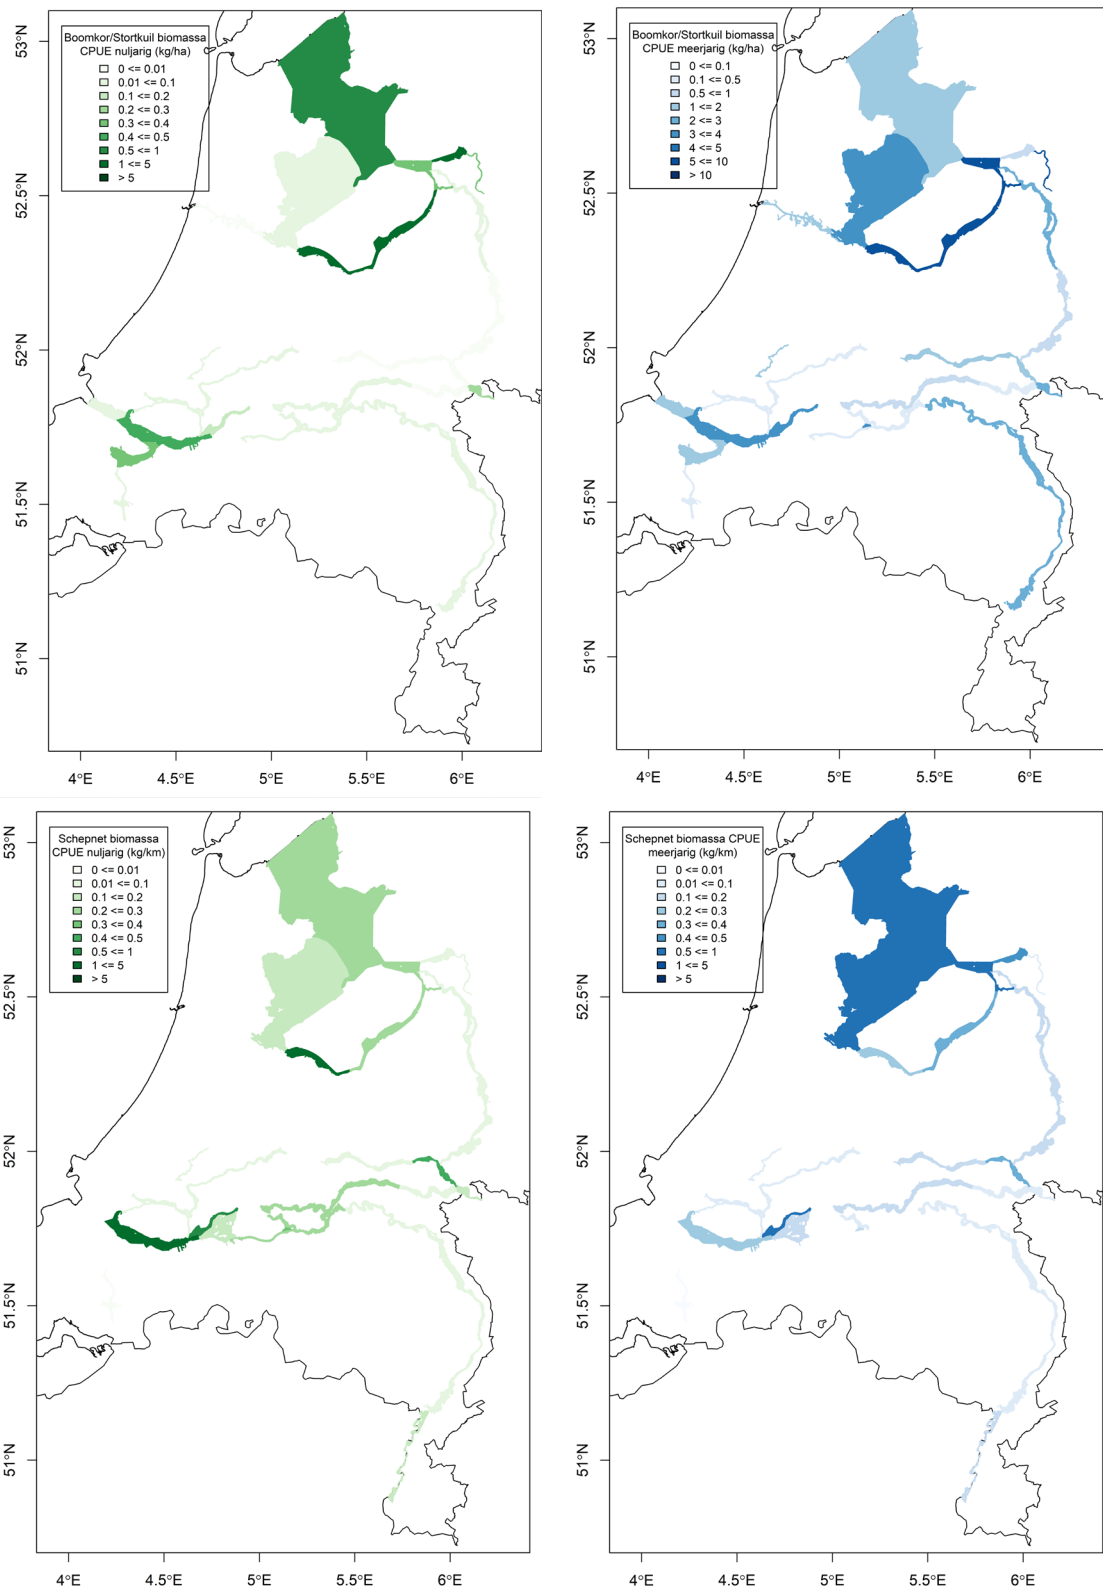 Boomkor/Stortkuil biomassa
CPUE nuljarig (kg/ha)
0 <= 0.01
0.01 <= 0.1
0.1 <= 0.2
0.2 <= 0.3
0.3 <= 0.4
0.4 <= 0.5
0.5 <= 1
1 <= 5
> 5
53°N
52.5°N
52°N
51.5°N
51°N
4°E
4.5°E
5°E
5.5°E
6°E
Boomkor/Stortkuil biomassa
CPUE meerjarig (kg/ha)
0 <= 0.1
0.1 <= 0.5
0.5 <= 1
1 <= 2
2 <= 3
3 <= 4
4 <= 5
5 <= 10
> 10
53°N
52.5°N
52°N
51.5°N
51°N
4°E
4.5°E
5°E
5.5°E
6°E
Schepnet biomassa
CPUE nuljarig (kg/km)
0 <= 0.01
0.01 <= 0.1
0.1 <= 0.2
0.2 <= 0.3
0.3 <= 0.4
0.4 <= 0.5
0.5 <= 1
1 <= 5
> 5
53°N
52.5°N
52°N
51.5°N
51°N
4°E
4.5°E
5°E
5.5°E
6°E
Schepnet biomassa CPUE
meerjarig (kg/km)
0 <= 0.01
0.01 <= 0.1
0.1 <= 0.2
0.2 <= 0.3
0.3 <= 0.4
0.4 <= 0.5
0.5 <= 1
1 <= 5
> 5
53°N
52.5°N
52°N
51.5°N
51°N
4°E
4.5°E
5°E
5.5°E
6°E